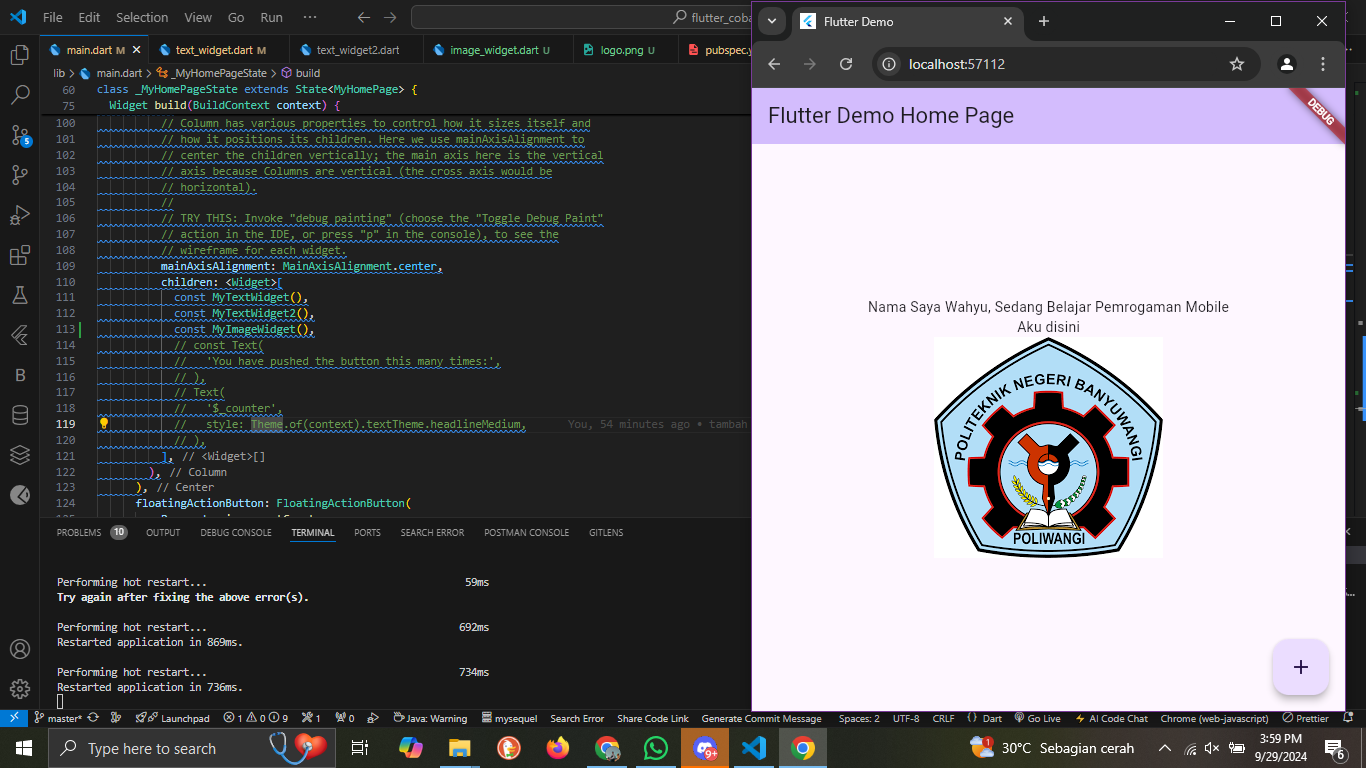 File Edit Selection View Go Run ···
flutter_coba
main.dart M
text_widget.dart M
text_widget2.dart
image_widget.dart U
logo.png U
pubspec.y
lib > main.dart > _MyHomePageState > build
60 class _MyHomePageState extends State<MyHomePage> {
75 Widget build(BuildContext context) {
100 // Column has various properties to control how it sizes itself and
101 // how it positions its children. Here we use mainAxisAlignment to
102 // center the children vertically; the main axis here is the vertical
103 // axis because Columns are vertical (the cross axis would be
104 // horizontal).
105 //
106 // TRY THIS: Invoke "debug painting" (choose the "Toggle Debug Paint"
107 // action in the IDE, or press "p" in the console), to see the
108 // wireframe for each widget.
109 mainAxisAlignment: MainAxisAlignment.center,
110 children: <Widget>[
111 const MyTextWidget(),
112 const MyTextWidget2(),
113 const MyImageWidget(),
114 // const Text(
115 // 'You have pushed the button this many times:',
116 // ),
117 // Text(
118 // '$_counter',
119 // style: Theme.of(context).textTheme.headlineMedium, You, 54 minutes ago • tambah
120 // ),
121 ], // <Widget>[]
122 ), // Column
123 ), // Center
124 floatingActionButton: FloatingActionButton(
PROBLEMS 10 OUTPUT DEBUG CONSOLE TERMINAL PORTS SEARCH ERROR POSTMAN CONSOLE GITLENS
Performing hot restart... 59ms
Try again after fixing the above error(s).
Performing hot restart... 692ms
Restarted application in 869ms.
Performing hot restart... 734ms
Restarted application in 736ms.
master* Launchpad 1 0 9 1 0 Java: Warning mysequel Search Error Share Code Link Generate Commit Message Spaces: 2 UTF-8 CRLF {} Dart Go Live AI Code Chat Chrome (web-javascript) Prettier
Flutter Demo
localhost:57112
Flutter Demo Home Page
DEBUG
Nama Saya Wahyu, Sedang Belajar Pemrogaman Mobile
Aku disini
POLITEKNIK NEGERI BANYUWANGI
POLIWANGI
+
Type here to search
9+
1
30°C Sebagian cerah
3:59 PM
9/29/2024
6